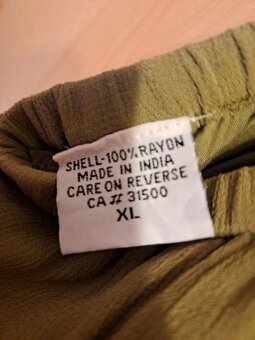 SHELL-100% RAYON
MADE IN INDIA
CARE ON REVERSE
CA # 31500
XL